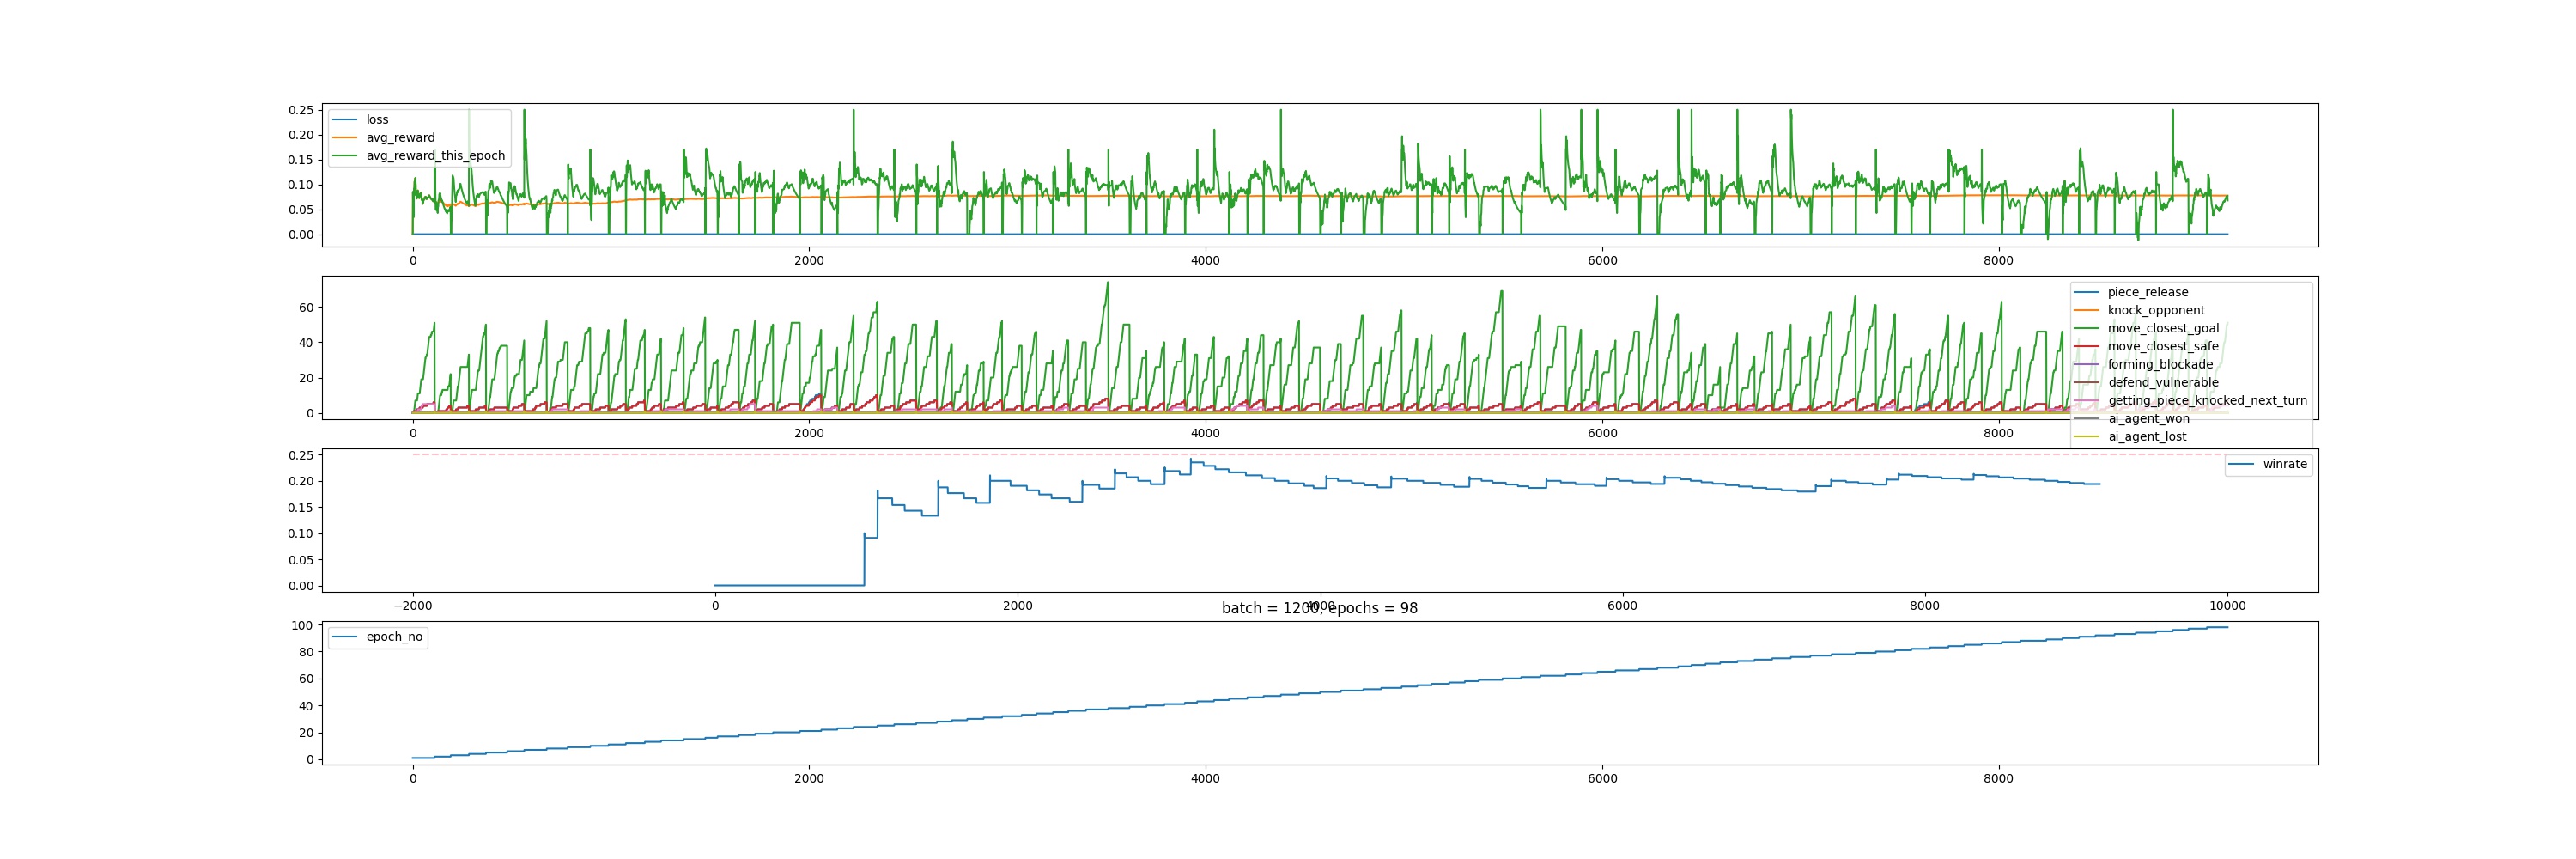 0.25
0.20
0.15
0.10
0.05
0.00
loss
avg_reward
avg_reward_this_epoch
0 2000 4000 6000 8000
60
40
20
0
piece_release
knock_opponent
move_closest_goal
move_closest_safe
forming_blockade
defend_vulnerable
getting_piece_knocked_next_turn
ai_agent_won
ai_agent_lost
0 2000 4000 6000 8000
0.25
0.20
0.15
0.10
0.05
0.00
winrate
−2000 0 2000 4000 6000 8000 10000
batch = 1200, epochs = 98
100
80
60
40
20
0
epoch_no
0 2000 4000 6000 8000